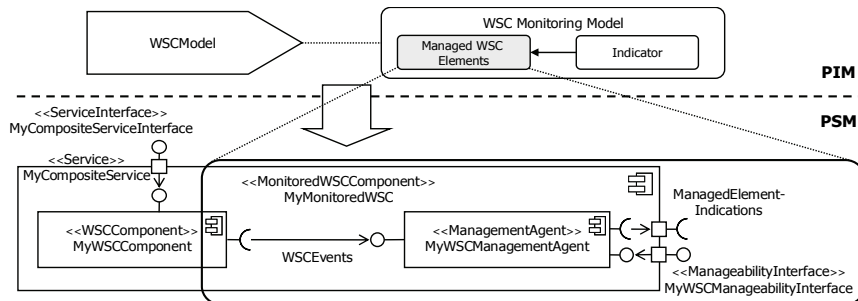 WSC Monitoring Model
WSCModel
Managed WSC
Elements
Indicator
PIM
PSM
<<ServiceInterface>>
MyCompositeServiceInterface
<<Service>>
MyCompositeService
<<MonitoredWSCComponent>>
MyMonitoredWSC
ManagedElement-
Indications
<<WSCComponent>>
MyWSCComponent
WSCEvents
<<ManagementAgent>>
MyWSCManagementAgent
<<ManageabilityInterface>>
MyWSCManageabilityInterface